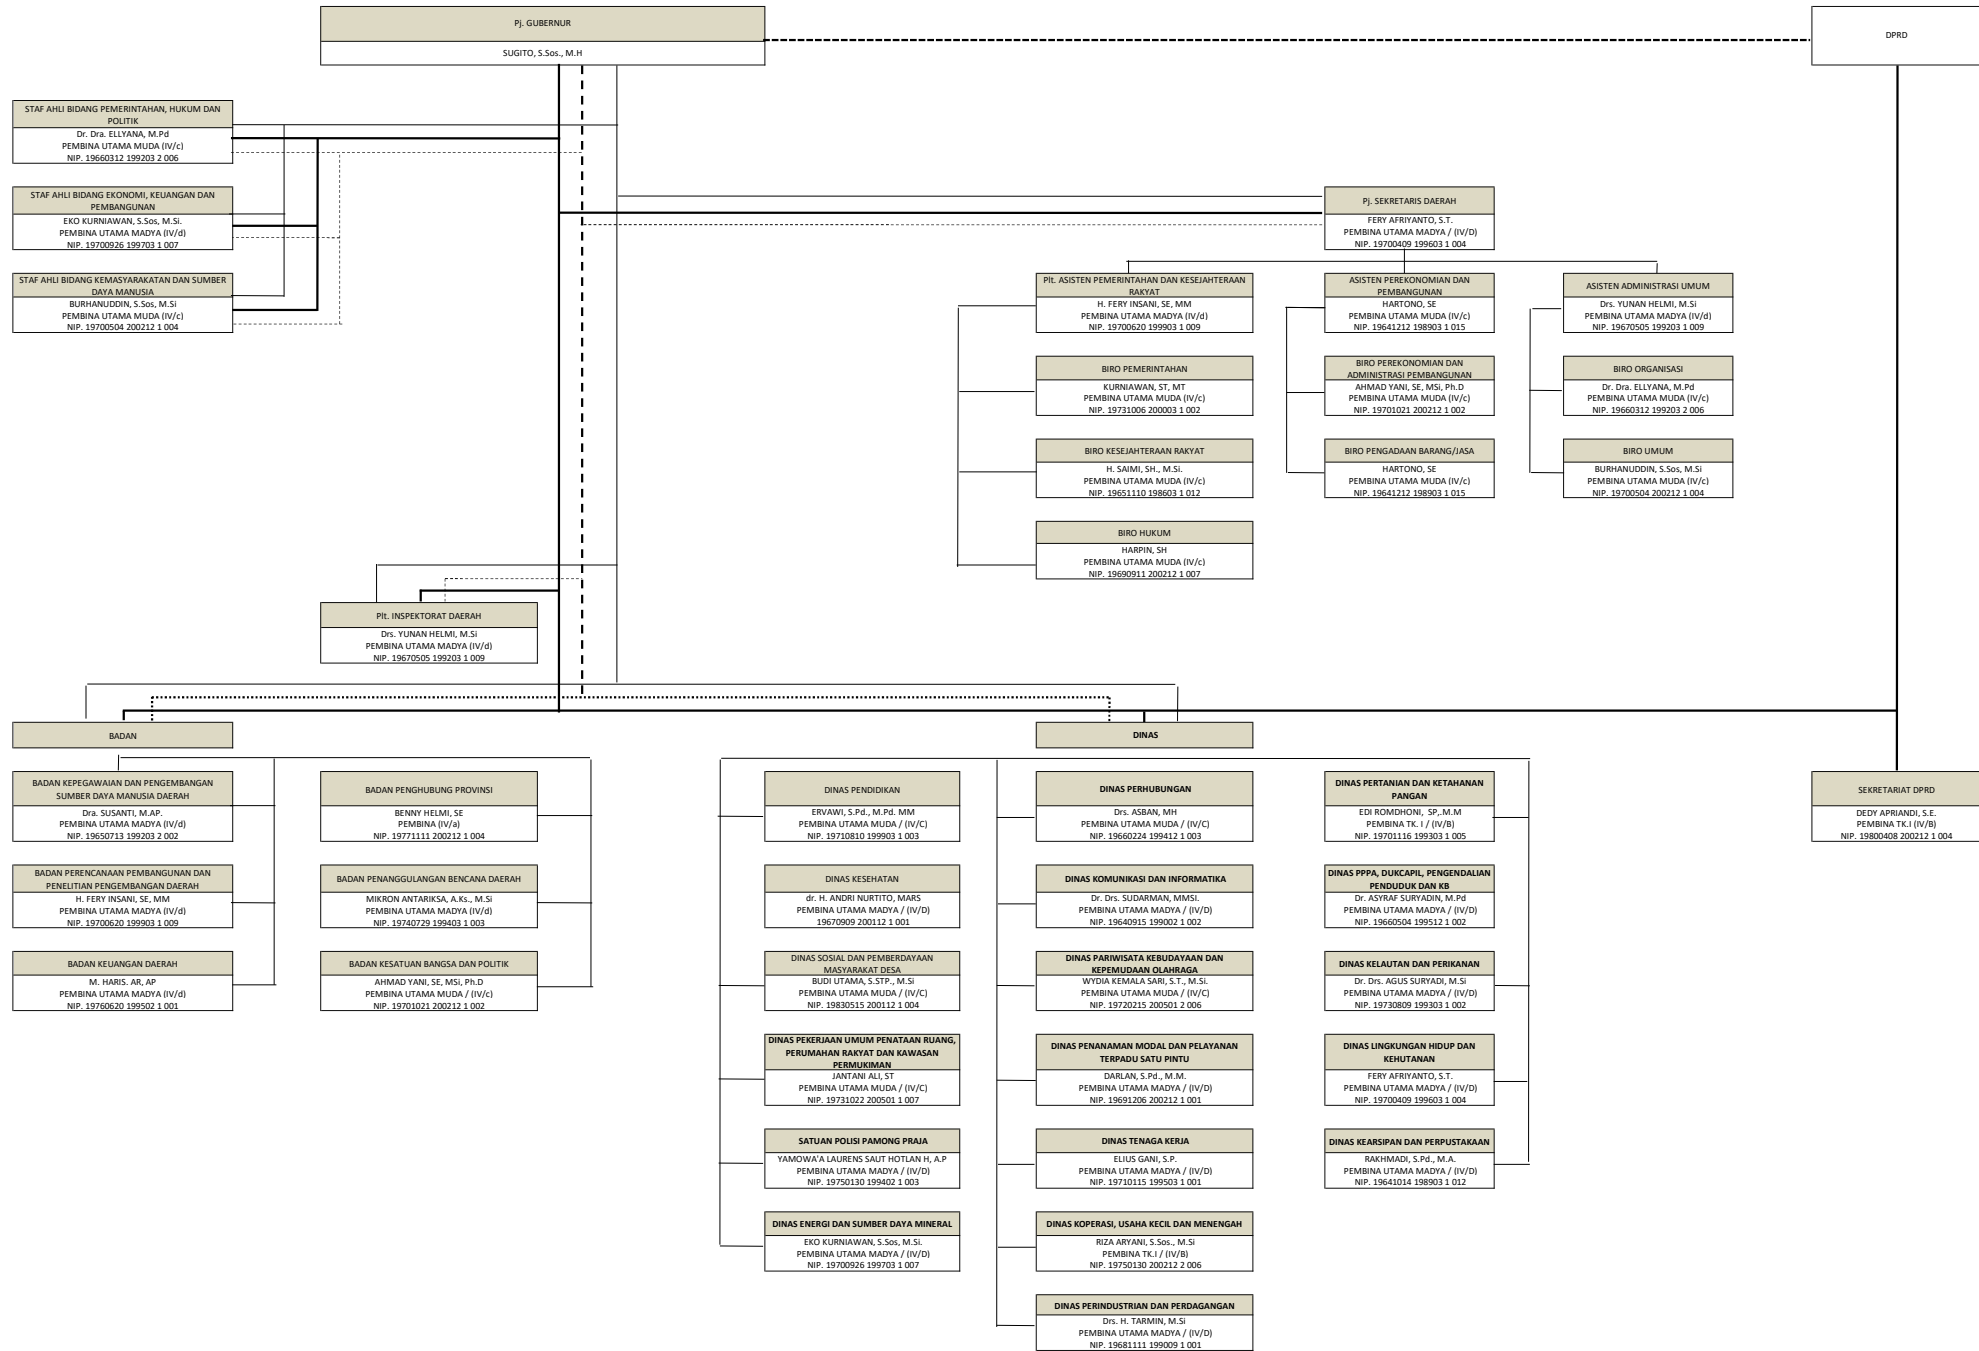 Pj. GUBERNUR
SUGITO, S.Sos., M.H
DPRD
STAF AHLI BIDANG PEMERINTAHAN, HUKUM DAN
POLITIK
Dr. Dra. ELLYANA, M.Pd
PEMBINA UTAMA MUDA (IV/c)
NIP. 19660312 199203 2 006
STAF AHLI BIDANG EKONOMI, KEUANGAN DAN
PEMBANGUNAN
EKO KURNIAWAN, S.Sos, M.Si.
PEMBINA UTAMA MADYA (IV/d)
NIP. 19700926 199703 1 007
STAF AHLI BIDANG KEMASYARAKATAN DAN SUMBER
DAYA MANUSIA
BURHANUDDIN, S.Sos, M.Si
PEMBINA UTAMA MUDA (IV/c)
NIP. 19700504 200212 1 004
Pj. SEKRETARIS DAERAH
FERY AFRIYANTO, S.T.
PEMBINA UTAMA MADYA / (IV/D)
NIP. 19700409 199603 1 004
Plt. ASISTEN PEMERINTAHAN DAN KESEJAHTERAAN
RAKYAT
H. FERY INSANI, SE, MM
PEMBINA UTAMA MADYA (IV/d)
NIP. 19700620 199903 1 009
BIRO PEMERINTAHAN
KURNIAWAN, ST, MT
PEMBINA UTAMA MUDA (IV/c)
NIP. 19731006 200003 1 002
BIRO KESEJAHTERAAN RAKYAT
H. SAIMI, SH., M.Si.
PEMBINA UTAMA MUDA (IV/c)
NIP. 19651110 198603 1 012
BIRO HUKUM
HARPIN, SH
PEMBINA UTAMA MUDA (IV/c)
NIP. 19690911 200212 1 007
ASISTEN PEREKONOMIAN DAN
PEMBANGUNAN
HARTONO, SE
PEMBINA UTAMA MUDA (IV/c)
NIP. 19641212 198903 1 015
BIRO PEREKONOMIAN DAN
ADMINISTRASI PEMBANGUNAN
AHMAD YANI, SE, MSi, Ph.D
PEMBINA UTAMA MUDA (IV/c)
NIP. 19701021 200212 1 002
BIRO PENGADAAN BARANG/JASA
HARTONO, SE
PEMBINA UTAMA MUDA (IV/c)
NIP. 19641212 198903 1 015
ASISTEN ADMINISTRASI UMUM
Drs. YUNAN HELMI, M.Si
PEMBINA UTAMA MADYA (IV/d)
NIP. 19670505 199203 1 009
BIRO ORGANISASI
Dr. Dra. ELLYANA, M.Pd
PEMBINA UTAMA MUDA (IV/c)
NIP. 19660312 199203 2 006
BIRO UMUM
BURHANUDDIN, S.Sos, M.Si
PEMBINA UTAMA MUDA (IV/c)
NIP. 19700504 200212 1 004
Plt. INSPEKTORAT DAERAH
Drs. YUNAN HELMI, M.Si
PEMBINA UTAMA MADYA (IV/d)
NIP. 19670505 199203 1 009
BADAN
BADAN KEPEGAWAIAN DAN PENGEMBANGAN
SUMBER DAYA MANUSIA DAERAH
Dra. SUSANTI, M.AP.
PEMBINA UTAMA MADYA (IV/d)
NIP. 19650713 199203 2 002
BADAN PERENCANAAN PEMBANGUNAN DAN
PENELITIAN PENGEMBANGAN DAERAH
H. FERY INSANI, SE, MM
PEMBINA UTAMA MADYA (IV/d)
NIP. 19700620 199903 1 009
BADAN KEUANGAN DAERAH
M. HARIS. AR, AP
PEMBINA UTAMA MADYA (IV/d)
NIP. 19760620 199502 1 001
BADAN PENGHUBUNG PROVINSI
BENNY HELMI, SE
PEMBINA (IV/a)
NIP. 19771111 200212 1 004
BADAN PENANGGULANGAN BENCANA DAERAH
MIKRON ANTARIKSA, A.Ks., M.Si
PEMBINA UTAMA MADYA (IV/d)
NIP. 19740729 199403 1 003
BADAN KESATUAN BANGSA DAN POLITIK
AHMAD YANI, SE, MSi, Ph.D
PEMBINA UTAMA MUDA / (IV/c)
NIP. 19701021 200212 1 002
DINAS
DINAS PENDIDIKAN
ERVAWI, S.Pd., M.Pd. MM
PEMBINA UTAMA MUDA / (IV/C)
NIP. 19710810 199903 1 003
DINAS KESEHATAN
dr. H. ANDRI NURTITO, MARS
PEMBINA UTAMA MADYA / (IV/D)
19670909 200112 1 001
DINAS SOSIAL DAN PEMBERDAYAAN
MASYARAKAT DESA
BUDI UTAMA, S.STP., M.Si
PEMBINA UTAMA MUDA / (IV/C)
NIP. 19830515 200112 1 004
DINAS PEKERJAAN UMUM PENATAAN RUANG,
PERUMAHAN RAKYAT DAN KAWASAN
PERMUKIMAN
JANTANI ALI, ST
PEMBINA UTAMA MUDA / (IV/C)
NIP. 19731022 200501 1 007
SATUAN POLISI PAMONG PRAJA
YAMOWA'A LAURENS SAUT HOTLAN H, A.P
PEMBINA UTAMA MADYA / (IV/D)
NIP. 19750130 199402 1 003
DINAS ENERGI DAN SUMBER DAYA MINERAL
EKO KURNIAWAN, S.Sos, M.Si.
PEMBINA UTAMA MADYA / (IV/D)
NIP. 19700926 199703 1 007
DINAS PERHUBUNGAN
Drs. ASBAN, MH
PEMBINA UTAMA MUDA / (IV/C)
NIP. 19660224 199412 1 003
DINAS KOMUNIKASI DAN INFORMATIKA
Dr. Drs. SUDARMAN, MMSI.
PEMBINA UTAMA MADYA / (IV/D)
NIP. 19640915 199002 1 002
DINAS PARIWISATA KEBUDAYAAN DAN
KEPEMUDAAN OLAHRAGA
WYDIA KEMALA SARI, S.T., M.Si.
PEMBINA UTAMA MUDA / (IV/C)
NIP. 19720215 200501 2 006
DINAS PENANAMAN MODAL DAN PELAYANAN
TERPADU SATU PINTU
DARLAN, S.Pd., M.M.
PEMBINA UTAMA MADYA / (IV/D)
NIP. 19691206 200212 1 001
DINAS TENAGA KERJA
ELIUS GANI, S.P.
PEMBINA UTAMA MADYA / (IV/D)
NIP. 19710115 199503 1 001
DINAS KOPERASI, USAHA KECIL DAN MENENGAH
RIZA ARYANI, S.Sos., M.Si
PEMBINA TK.I / (IV/B)
NIP. 19750130 200212 2 006
DINAS PERINDUSTRIAN DAN PERDAGANGAN
Drs. H. TARMIN, M.Si
PEMBINA UTAMA MADYA / (IV/D)
NIP. 19681111 199009 1 001
DINAS PERTANIAN DAN KETAHANAN
PANGAN
EDI ROMDHONI, SP,.M.M
PEMBINA TK. I / (IV/B)
NIP. 19701116 199303 1 005
DINAS PPPA, DUKCAPIL, PENGENDALIAN
PENDUDUK DAN KB
Dr. ASYRAF SURYADIN, M.Pd
PEMBINA UTAMA MADYA / (IV/D)
NIP. 19660504 199512 1 002
DINAS KELAUTAN DAN PERIKANAN
Dr. Drs. AGUS SURYADI, M.Si
PEMBINA UTAMA MADYA / (IV/D)
NIP. 19730809 199303 1 002
DINAS LINGKUNGAN HIDUP DAN
KEHUTANAN
FERY AFRIYANTO, S.T.
PEMBINA UTAMA MADYA / (IV/D)
NIP. 19700409 199603 1 004
DINAS KEARSIPAN DAN PERPUSTAKAAN
RAKHMADI, S.Pd., M.A.
PEMBINA UTAMA MADYA / (IV/D)
NIP. 19641014 198903 1 012
SEKRETARIAT DPRD
DEDY APRIANDI, S.E.
PEMBINA TK.I (IV/B)
NIP. 19800408 200212 1 004